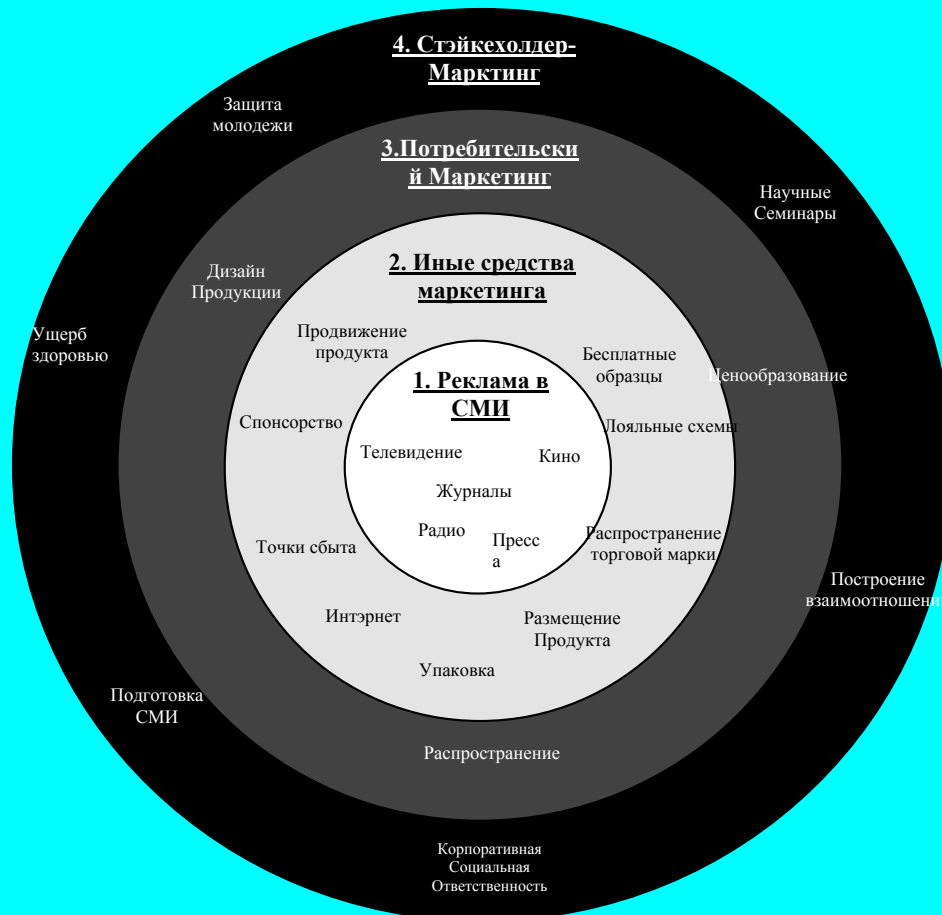 4. Стэйкехолдер-
Марктинг
Защита
молодежи
Научные
Семинары
Ущерб
здоровью
Построение
взаимоотношени
Подготовка
СМИ
Корпоративная
Социальная
Ответственность
3.Потребительски
й Маркетинг
Дизайн
Продукции
Ценообразование
Распространение
2. Иные средства
маркетинга
Продвижение
продукта
Бесплатные
образцы
Спонсорство
Лояльные схемы
Точки сбыта
Распространение
торговой марки
Интэрнет
Размещение
Продукта
Упаковка
1. Реклама в
СМИ
Телевидение
Кино
Журналы
Радио
Пресс
а